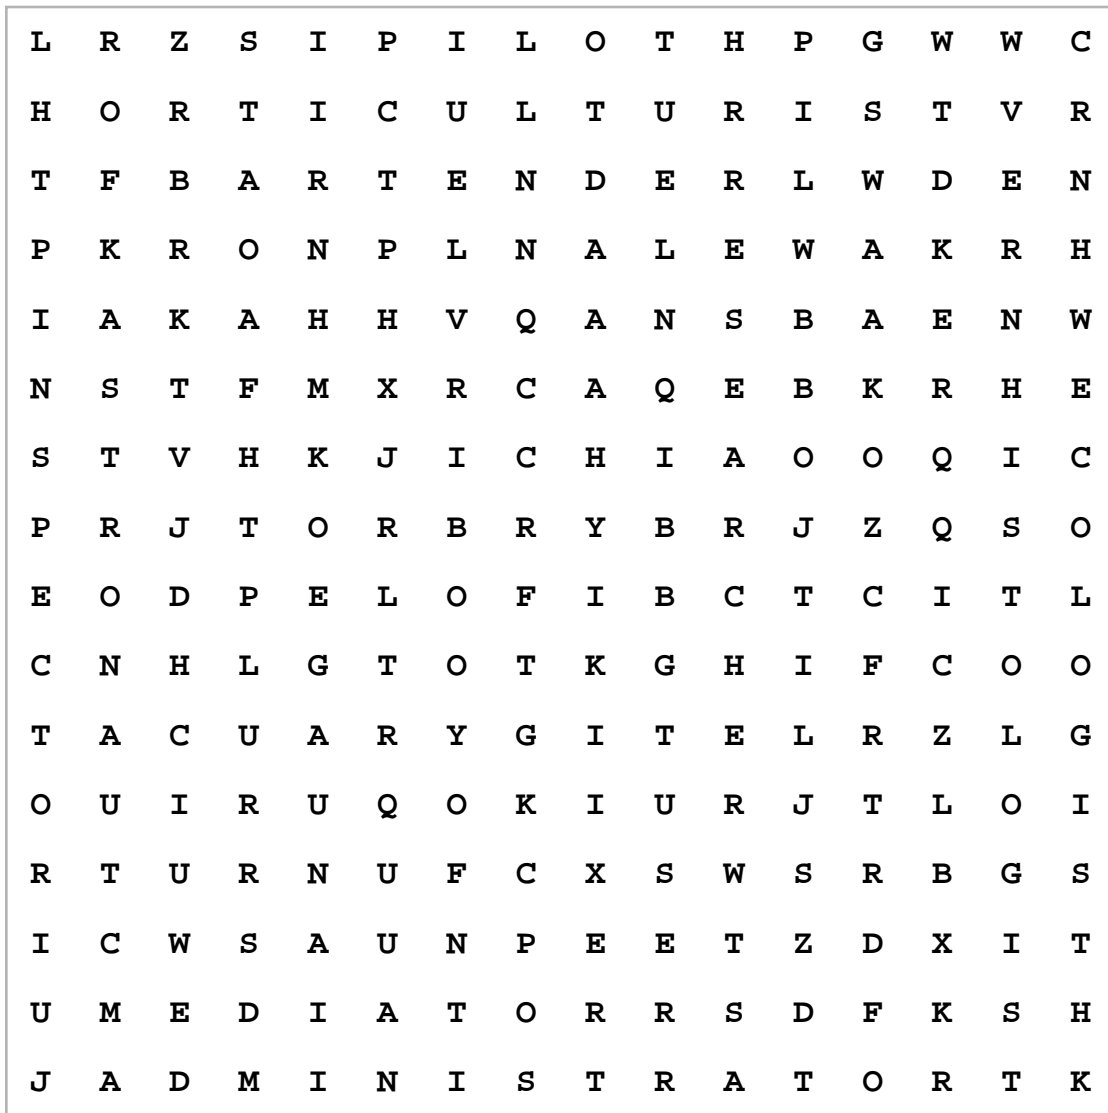 L R Z S I P I L O T H P G W W C
H O R T I C U L T U R I S T V R
T F B A R T E N D E R L W D E N
P K R O N P L N A L E W A K R H
I A K A H H V Q A N S B A E N W
N S T F M X R C A Q E B K R H E
S T V H K J I C H I A O O Q I C
P R J T O R B R Y B R J Z Q S O
E O D P E L O F I B C T C I T L
C N H L G T O T K G H I F C O O
T A C U A R Y G I T E L R Z L G
O U I R U Q O K I U R J T L O I
R T U R N U F C X S W S R B G S
I C W S A U N P E E T Z D X I T
U M E D I A T O R R S D F K S H
J A D M I N I S T R A T O R T K